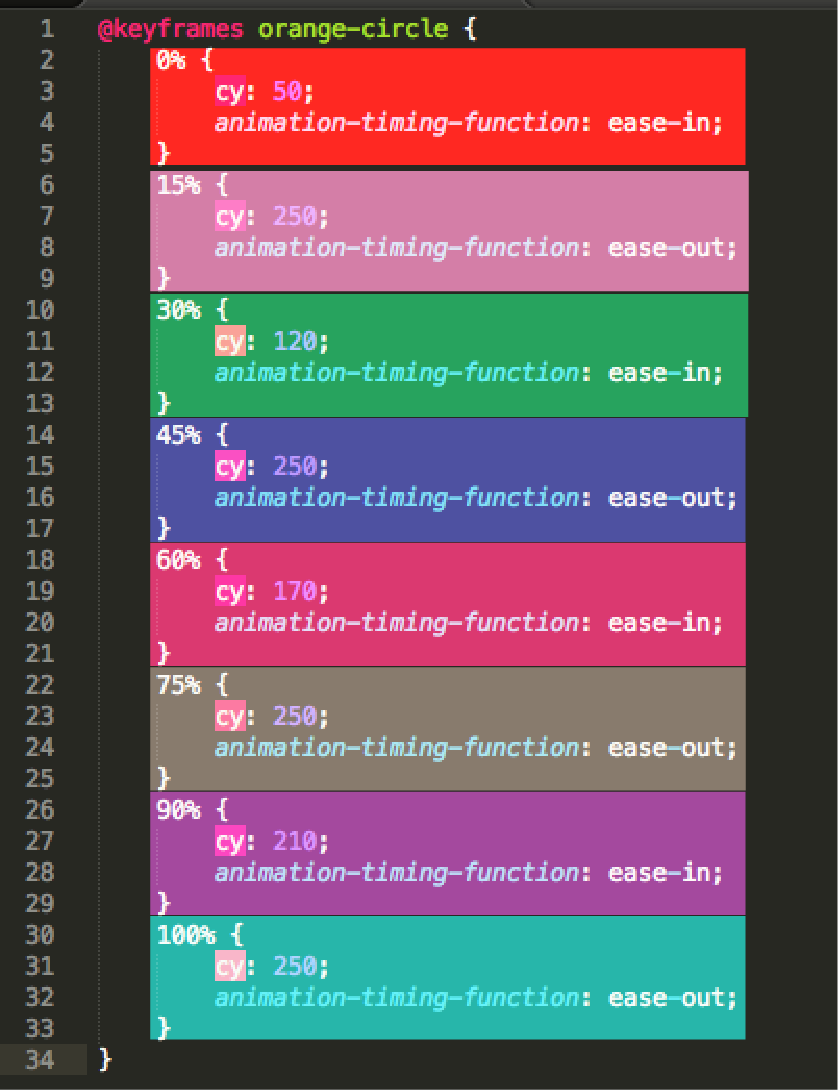 1 @keyframes orange-circle {
2 0% {
3 cy: 50;
4 animation-timing-function: ease-in;
5 }
6 15% {
7 cy: 250;
8 animation-timing-function: ease-out;
9 }
10 30% {
11 cy: 120;
12 animation-timing-function: ease-in;
13 }
14 45% {
15 cy: 250;
16 animation-timing-function: ease-out;
17 }
18 60% {
19 cy: 170;
20 animation-timing-function: ease-in;
21 }
22 75% {
23 cy: 250;
24 animation-timing-function: ease-out;
25 }
26 90% {
27 cy: 210;
28 animation-timing-function: ease-in;
29 }
30 100% {
31 cy: 250;
32 animation-timing-function: ease-out;
33 }
34 }